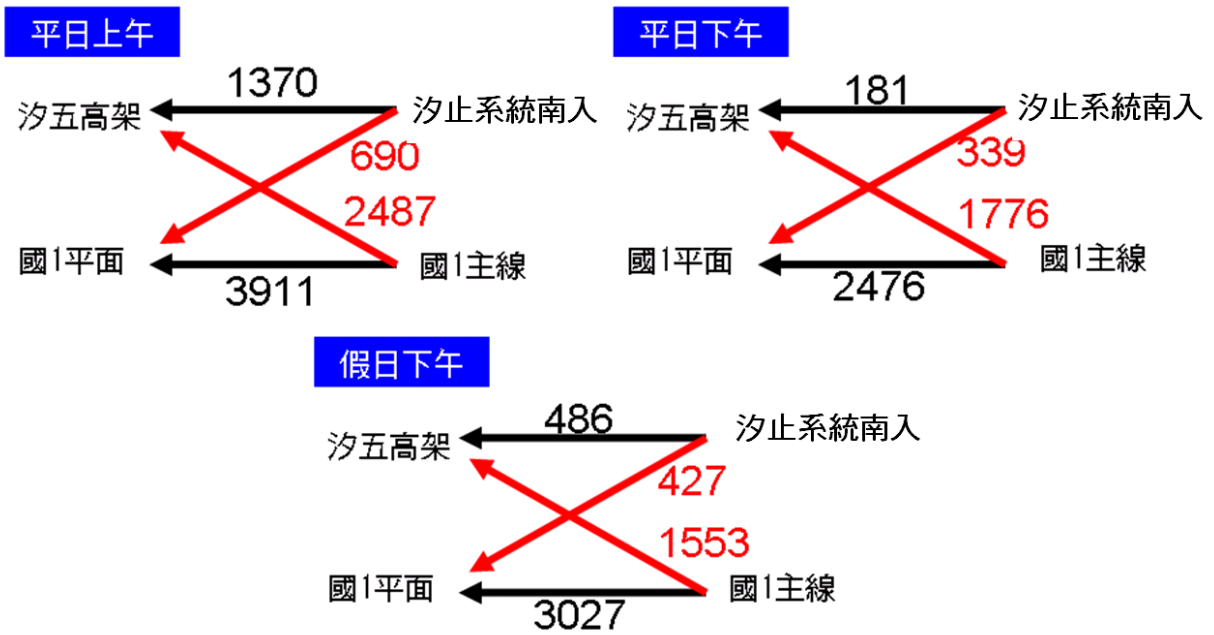 平日上午
1370
汐五高架
汐止系統南入
690
2487
國1平面
國1主線
3911
平日下午
181
汐五高架
汐止系統南入
339
1776
國1平面
國1主線
2476
假日下午
486
汐五高架
汐止系統南入
427
1553
國1平面
國1主線
3027